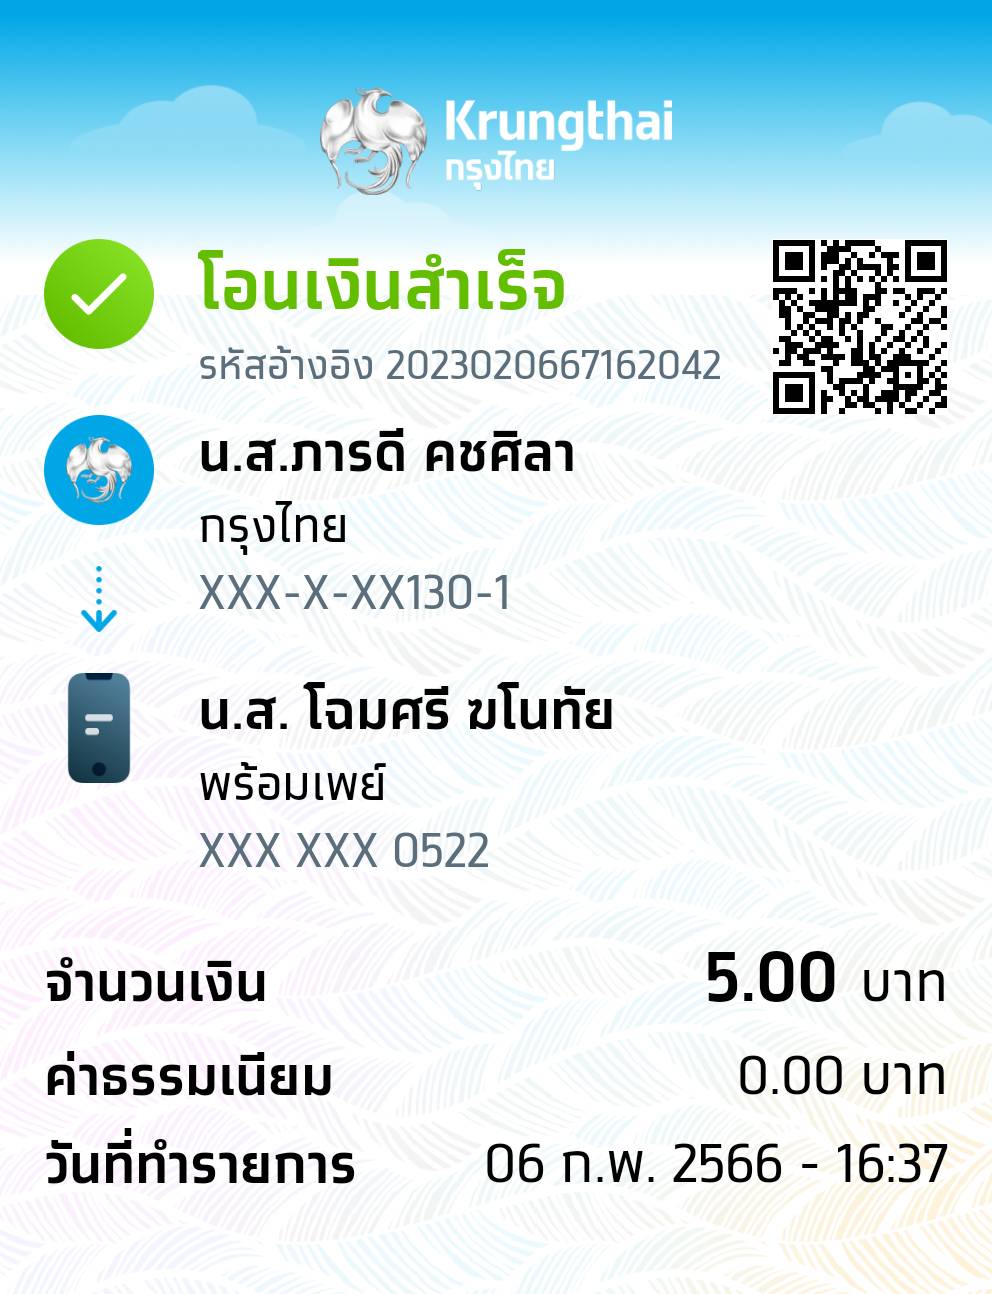 Krungthai
กรุงไทย
โอนเงินสำเร็จ
รหัสอ้างอิง 2023020667162042
น.ส.ภารดี คชศิลา
กรุงไทย
XXX-X-XX130-1
น.ส. โฉมศรี ฆโนทัย
พร้อมเพย์
XXX XXX 0522
จำนวนเงิน 5.00 บาท
ค่าธรรมเนียม 0.00 บาท
วันที่ทำรายการ 06 ก.พ. 2566 - 16:37